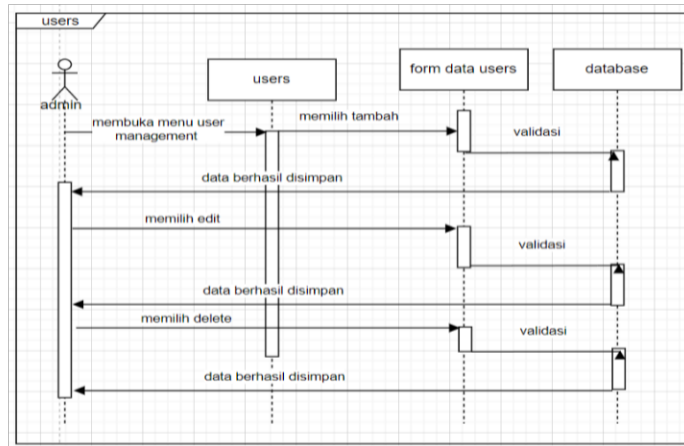 users
admin
users
form data users
database
membuka menu user
management
memilih tambah
validasi
data berhasil disimpan
memilih edit
validasi
data berhasil disimpan
memilih delete
validasi
data berhasil disimpan